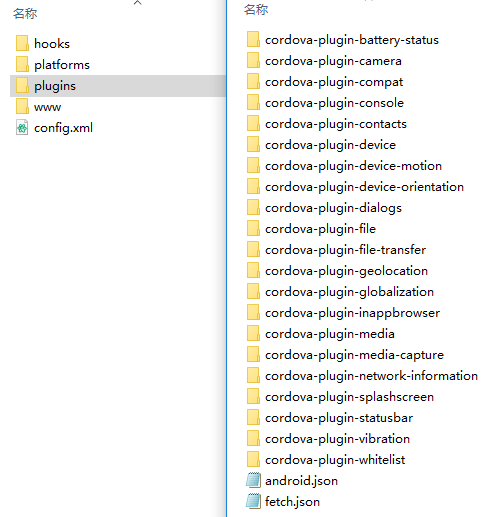 名称
hooks
platforms
plugins
www
config.xml
名称
cordova-plugin-battery-status
cordova-plugin-camera
cordova-plugin-compat
cordova-plugin-console
cordova-plugin-contacts
cordova-plugin-device
cordova-plugin-device-motion
cordova-plugin-device-orientation
cordova-plugin-dialogs
cordova-plugin-file
cordova-plugin-file-transfer
cordova-plugin-geolocation
cordova-plugin-globalization
cordova-plugin-inappbrowser
cordova-plugin-media
cordova-plugin-media-capture
cordova-plugin-network-information
cordova-plugin-splashscreen
cordova-plugin-statusbar
cordova-plugin-vibration
cordova-plugin-whitelist
android.json
fetch.json